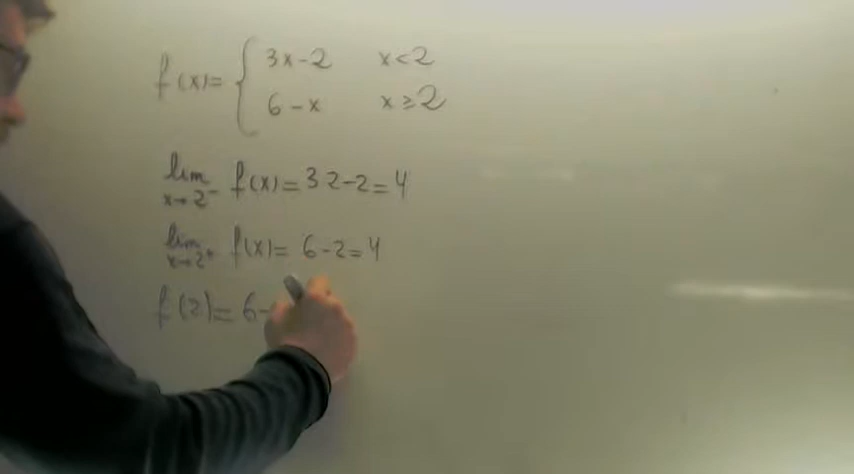 f(x)= { 3x-2 x<2
6-x x≥2
lim x→2⁻ f(x)=3·2-2=4
lim x→2⁺ f(x)=6-2=4
f(2)=6-